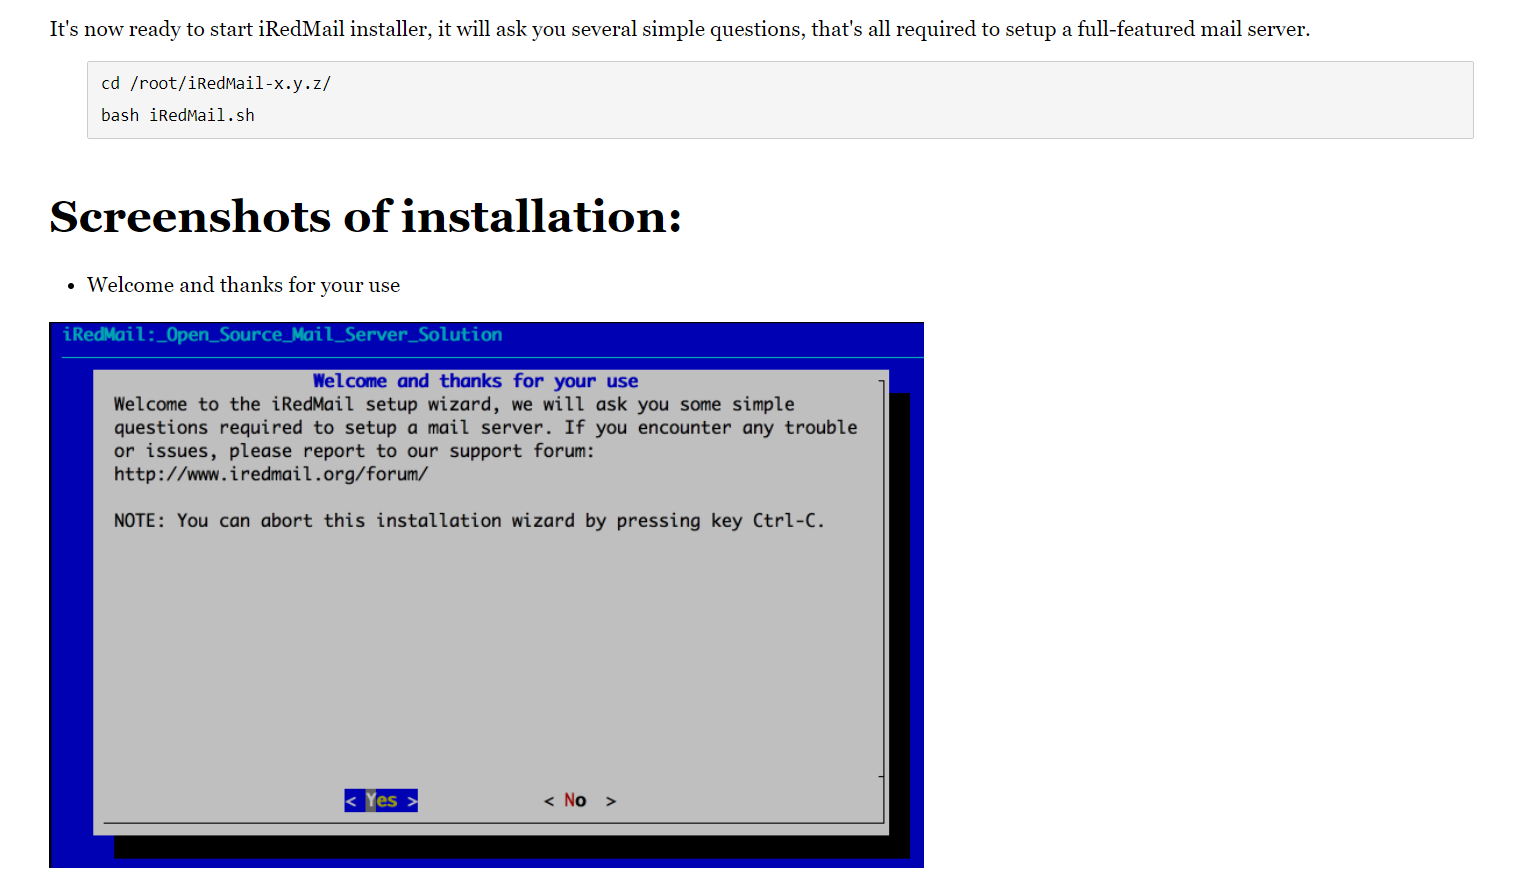 It's now ready to start iRedMail installer, it will ask you several simple questions, that's all required to setup a full-featured mail server.
cd /root/iRedMail-x.y.z/
bash iRedMail.sh
Screenshots of installation:
• Welcome and thanks for your use
iRedMail:_Open_Source_Mail_Server_Solution
Welcome and thanks for your use
Welcome to the iRedMail setup wizard, we will ask you some simple
questions required to setup a mail server. If you encounter any trouble
or issues, please report to our support forum:
http://www.iredmail.org/forum/
NOTE: You can abort this installation wizard by pressing key Ctrl-C.
< Yes > < No >